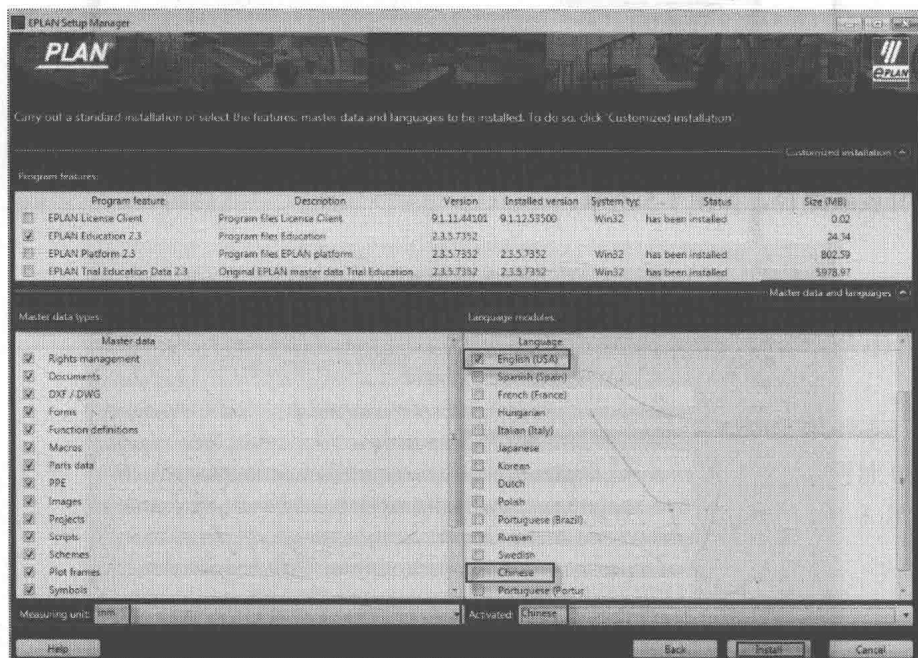 EPLAN Setup Manager
PLAN
ePLAN
Carry out a standard installation or select the features, master data and languages to be installed. To do so, click "Customized installation".
Customized installation
Program features:
Program feature Description Version Installed version System typ Status Size (MB)
EPLAN License Client Program files License Client 9.1.11.44101 9.1.12.53500 Win32 has been installed 0.02
EPLAN Education 2.3 Program files Education 2.3.5.7352 24.34
EPLAN Platform 2.3 Program files EPLAN platform 2.3.5.7352 2.3.5.7352 Win32 has been installed 802.59
EPLAN Trial Education Data 2.3 Original EPLAN master data Trial Education 2.3.5.7352 2.3.5.7352 Win32 has been installed 5978.97
Master data and languages
Master data types: Language modules:
Master data Language
Rights management English (USA)
Documents Spanish (Spain)
DXF / DWG French (France)
Forms Hungarian
Function definitions Italian (Italy)
Macros Japanese
Parts data Korean
PPE Dutch
Images Polish
Projects Portuguese (Brazil)
Scripts Russian
Schemes Swedish
Plot frames Chinese
Symbols Portuguese (Portug
Measuring unit: mm Activated: Chinese
Help Back Install Cancel